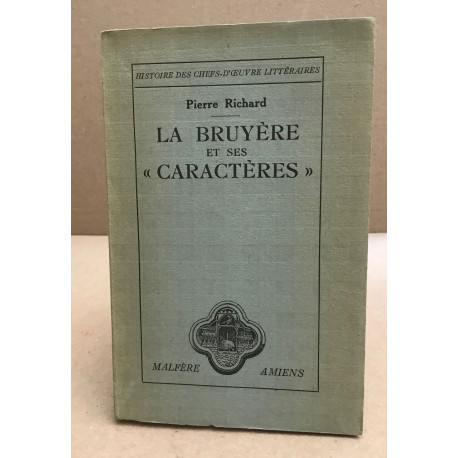 HISTOIRE DES CHEFS-D'ŒUVRE LITTÉRAIRES
Pierre Richard
LA BRUYÈRE
ET SES
« CARACTÈRES »
MALFÈRE AMIENS